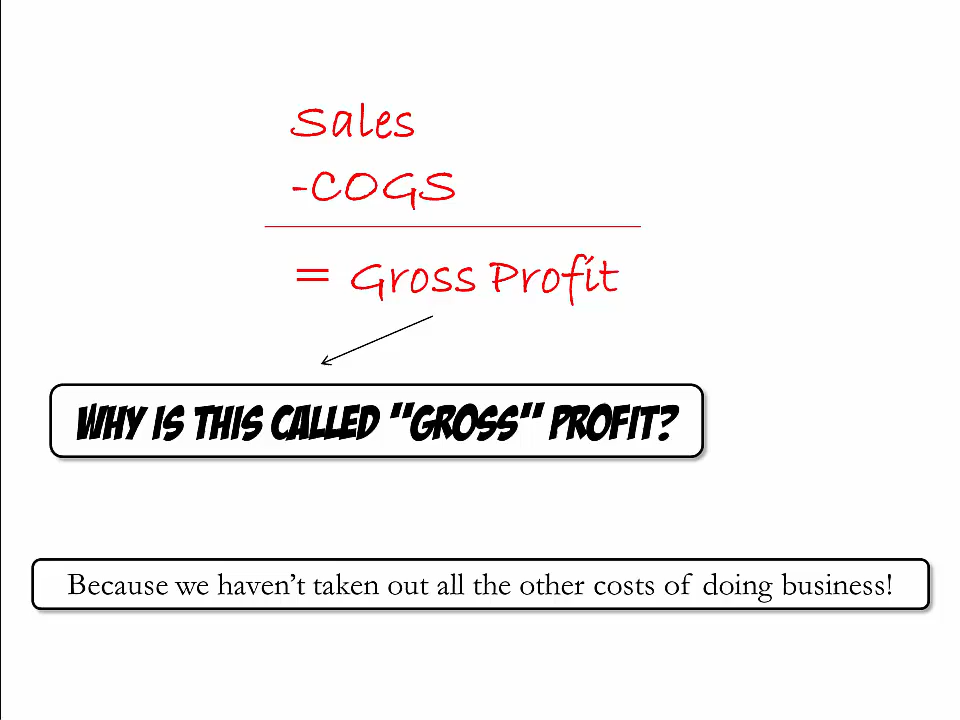 Sales
-COGS
= Gross Profit
WHY IS THIS CALLED "GROSS" PROFIT?
Because we haven't taken out all the other costs of doing business!